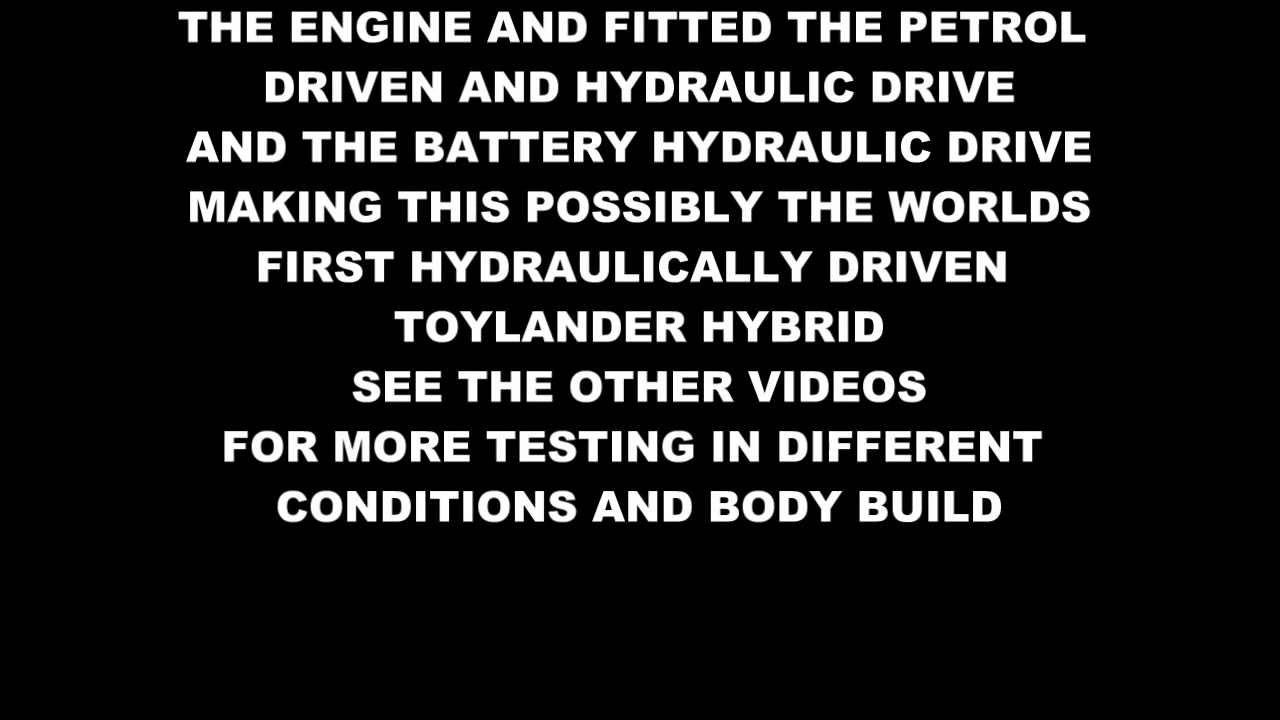 THE ENGINE AND FITTED THE PETROL
DRIVEN AND HYDRAULIC DRIVE
AND THE BATTERY HYDRAULIC DRIVE
MAKING THIS POSSIBLY THE WORLDS
FIRST HYDRAULICALLY DRIVEN
TOYLANDER HYBRID
SEE THE OTHER VIDEOS
FOR MORE TESTING IN DIFFERENT
CONDITIONS AND BODY BUILD